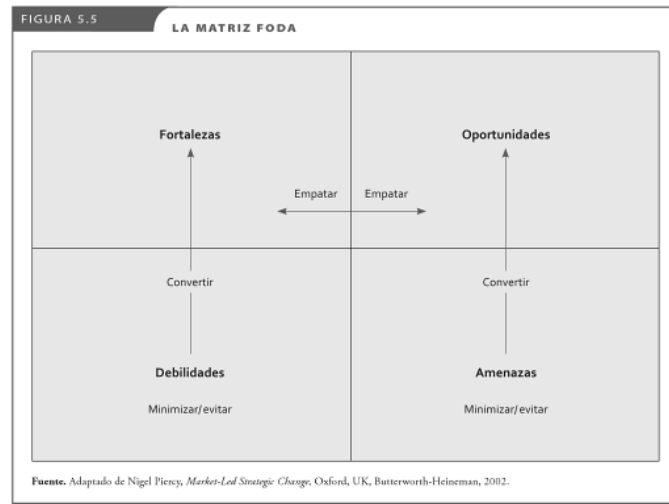 FIGURA 5.5
LA MATRIZ FODA
Fortalezas
Oportunidades
Empatar
Empatar
Convertir
Convertir
Debilidades
Amenazas
Minimizar/evitar
Minimizar/evitar
Fuente. Adaptado de Nigel Piercy, Market-Led Strategic Change. Oxford, UK, Butterworth-Heineman, 2002.